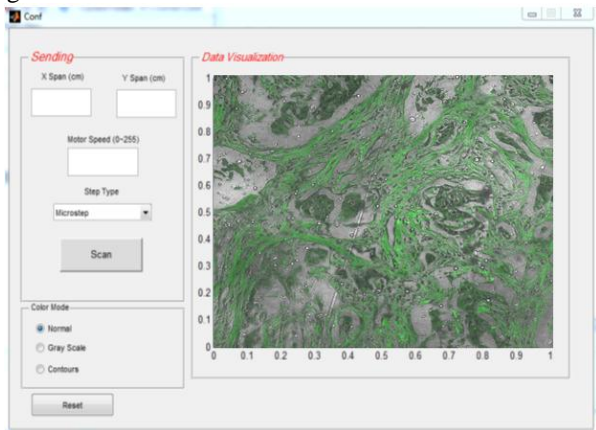 Conf
Sending
X Span (cm) Y Span (cm)
Motor Speed (0~255)
Step Type
Microstep
Scan
Color Mode
Normal
Gray Scale
Contours
Reset
Data Visualization
1
0.9
0.8
0.7
0.6
0.5
0.4
0.3
0.2
0.1
0
0 0.1 0.2 0.3 0.4 0.5 0.6 0.7 0.8 0.9 1